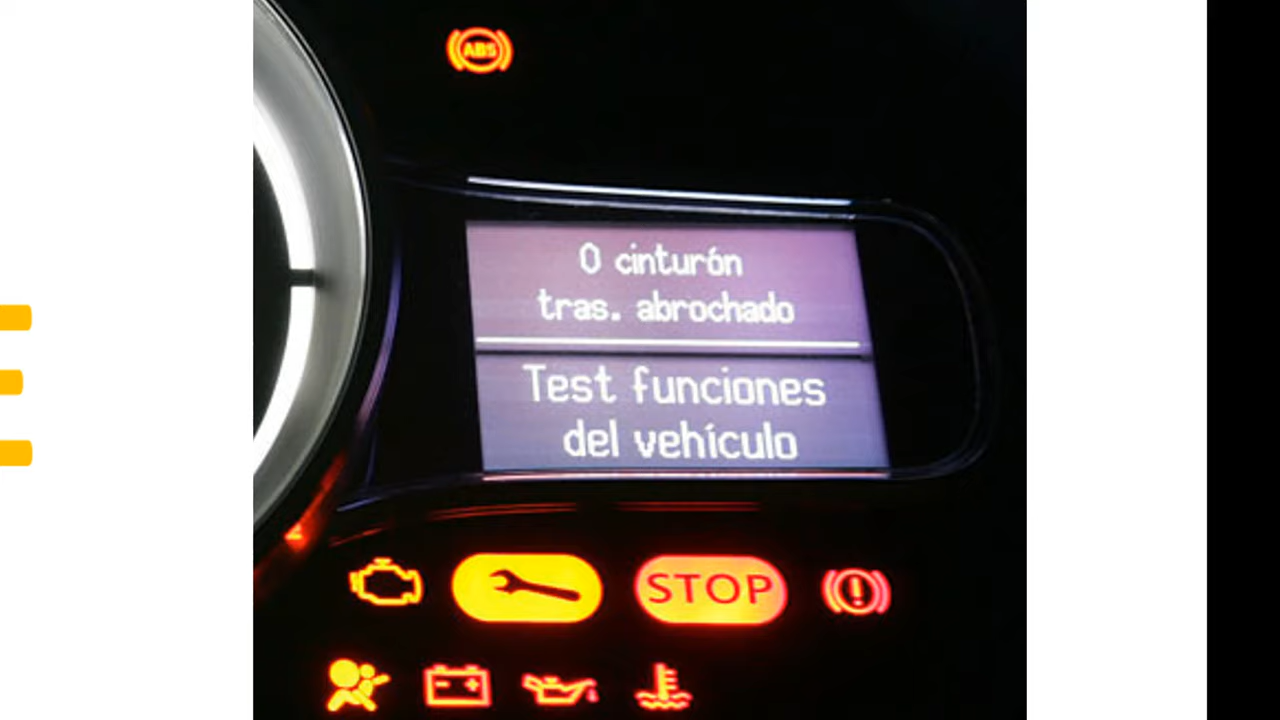 ABS
0 cinturón
tras. abrochado
Test funciones
del vehículo
STOP